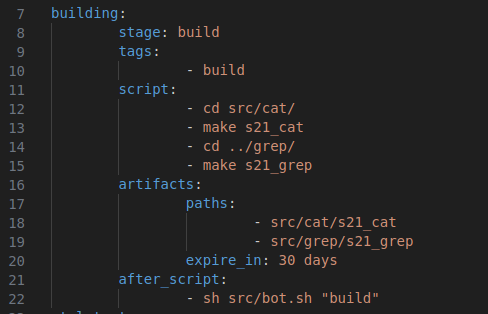 7 building:
8 stage: build
9 tags:
10 - build
11 script:
12 - cd src/cat/
13 - make s21_cat
14 - cd ../grep/
15 - make s21_grep
16 artifacts:
17 paths:
18 - src/cat/s21_cat
19 - src/grep/s21_grep
20 expire_in: 30 days
21 after_script:
22 - sh src/bot.sh "build"